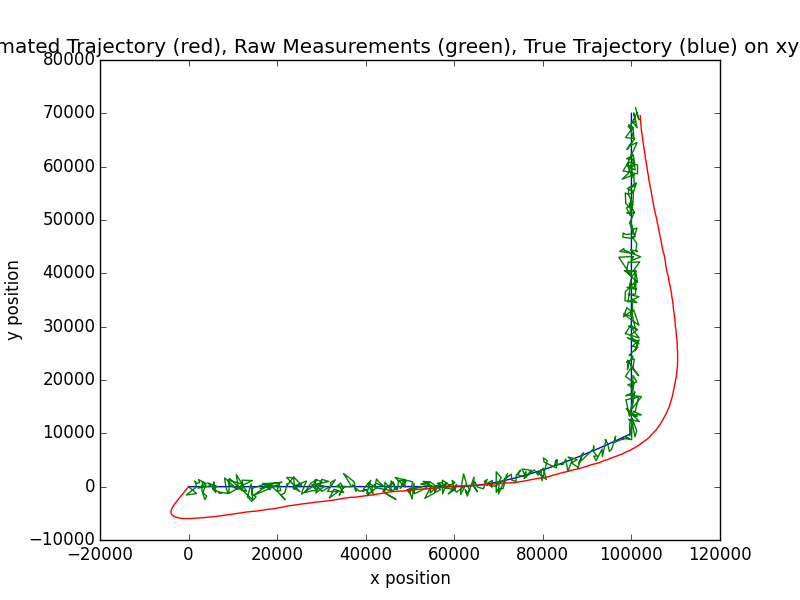 mated Trajectory (red), Raw Measurements (green), True Trajectory (blue) on xy
80000
70000
60000
50000
40000
30000
20000
10000
0
−10000
−20000 0 20000 40000 60000 80000 100000 120000
y position
x position